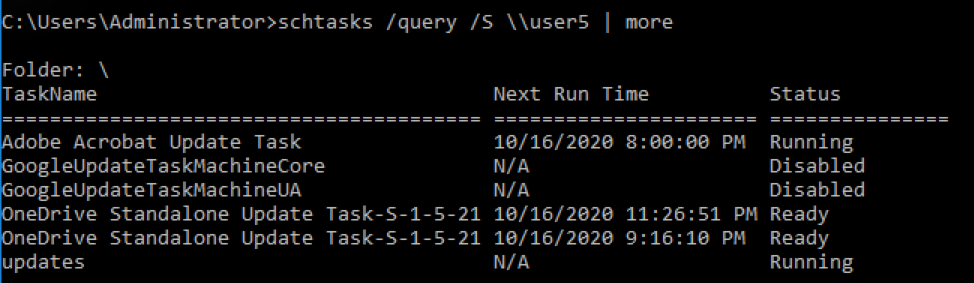 C:\Users\Administrator>schtasks /query /S \\user5 | more
Folder: \
TaskName                                 Next Run Time          Status
======================================== ====================== ===============
Adobe Acrobat Update Task                10/16/2020 8:00:00 PM  Running
GoogleUpdateTaskMachineCore              N/A                    Disabled
GoogleUpdateTaskMachineUA                N/A                    Disabled
OneDrive Standalone Update Task-S-1-5-21 10/16/2020 11:26:51 PM Ready
OneDrive Standalone Update Task-S-1-5-21 10/16/2020 9:16:10 PM  Ready
updates                                  N/A                    Running